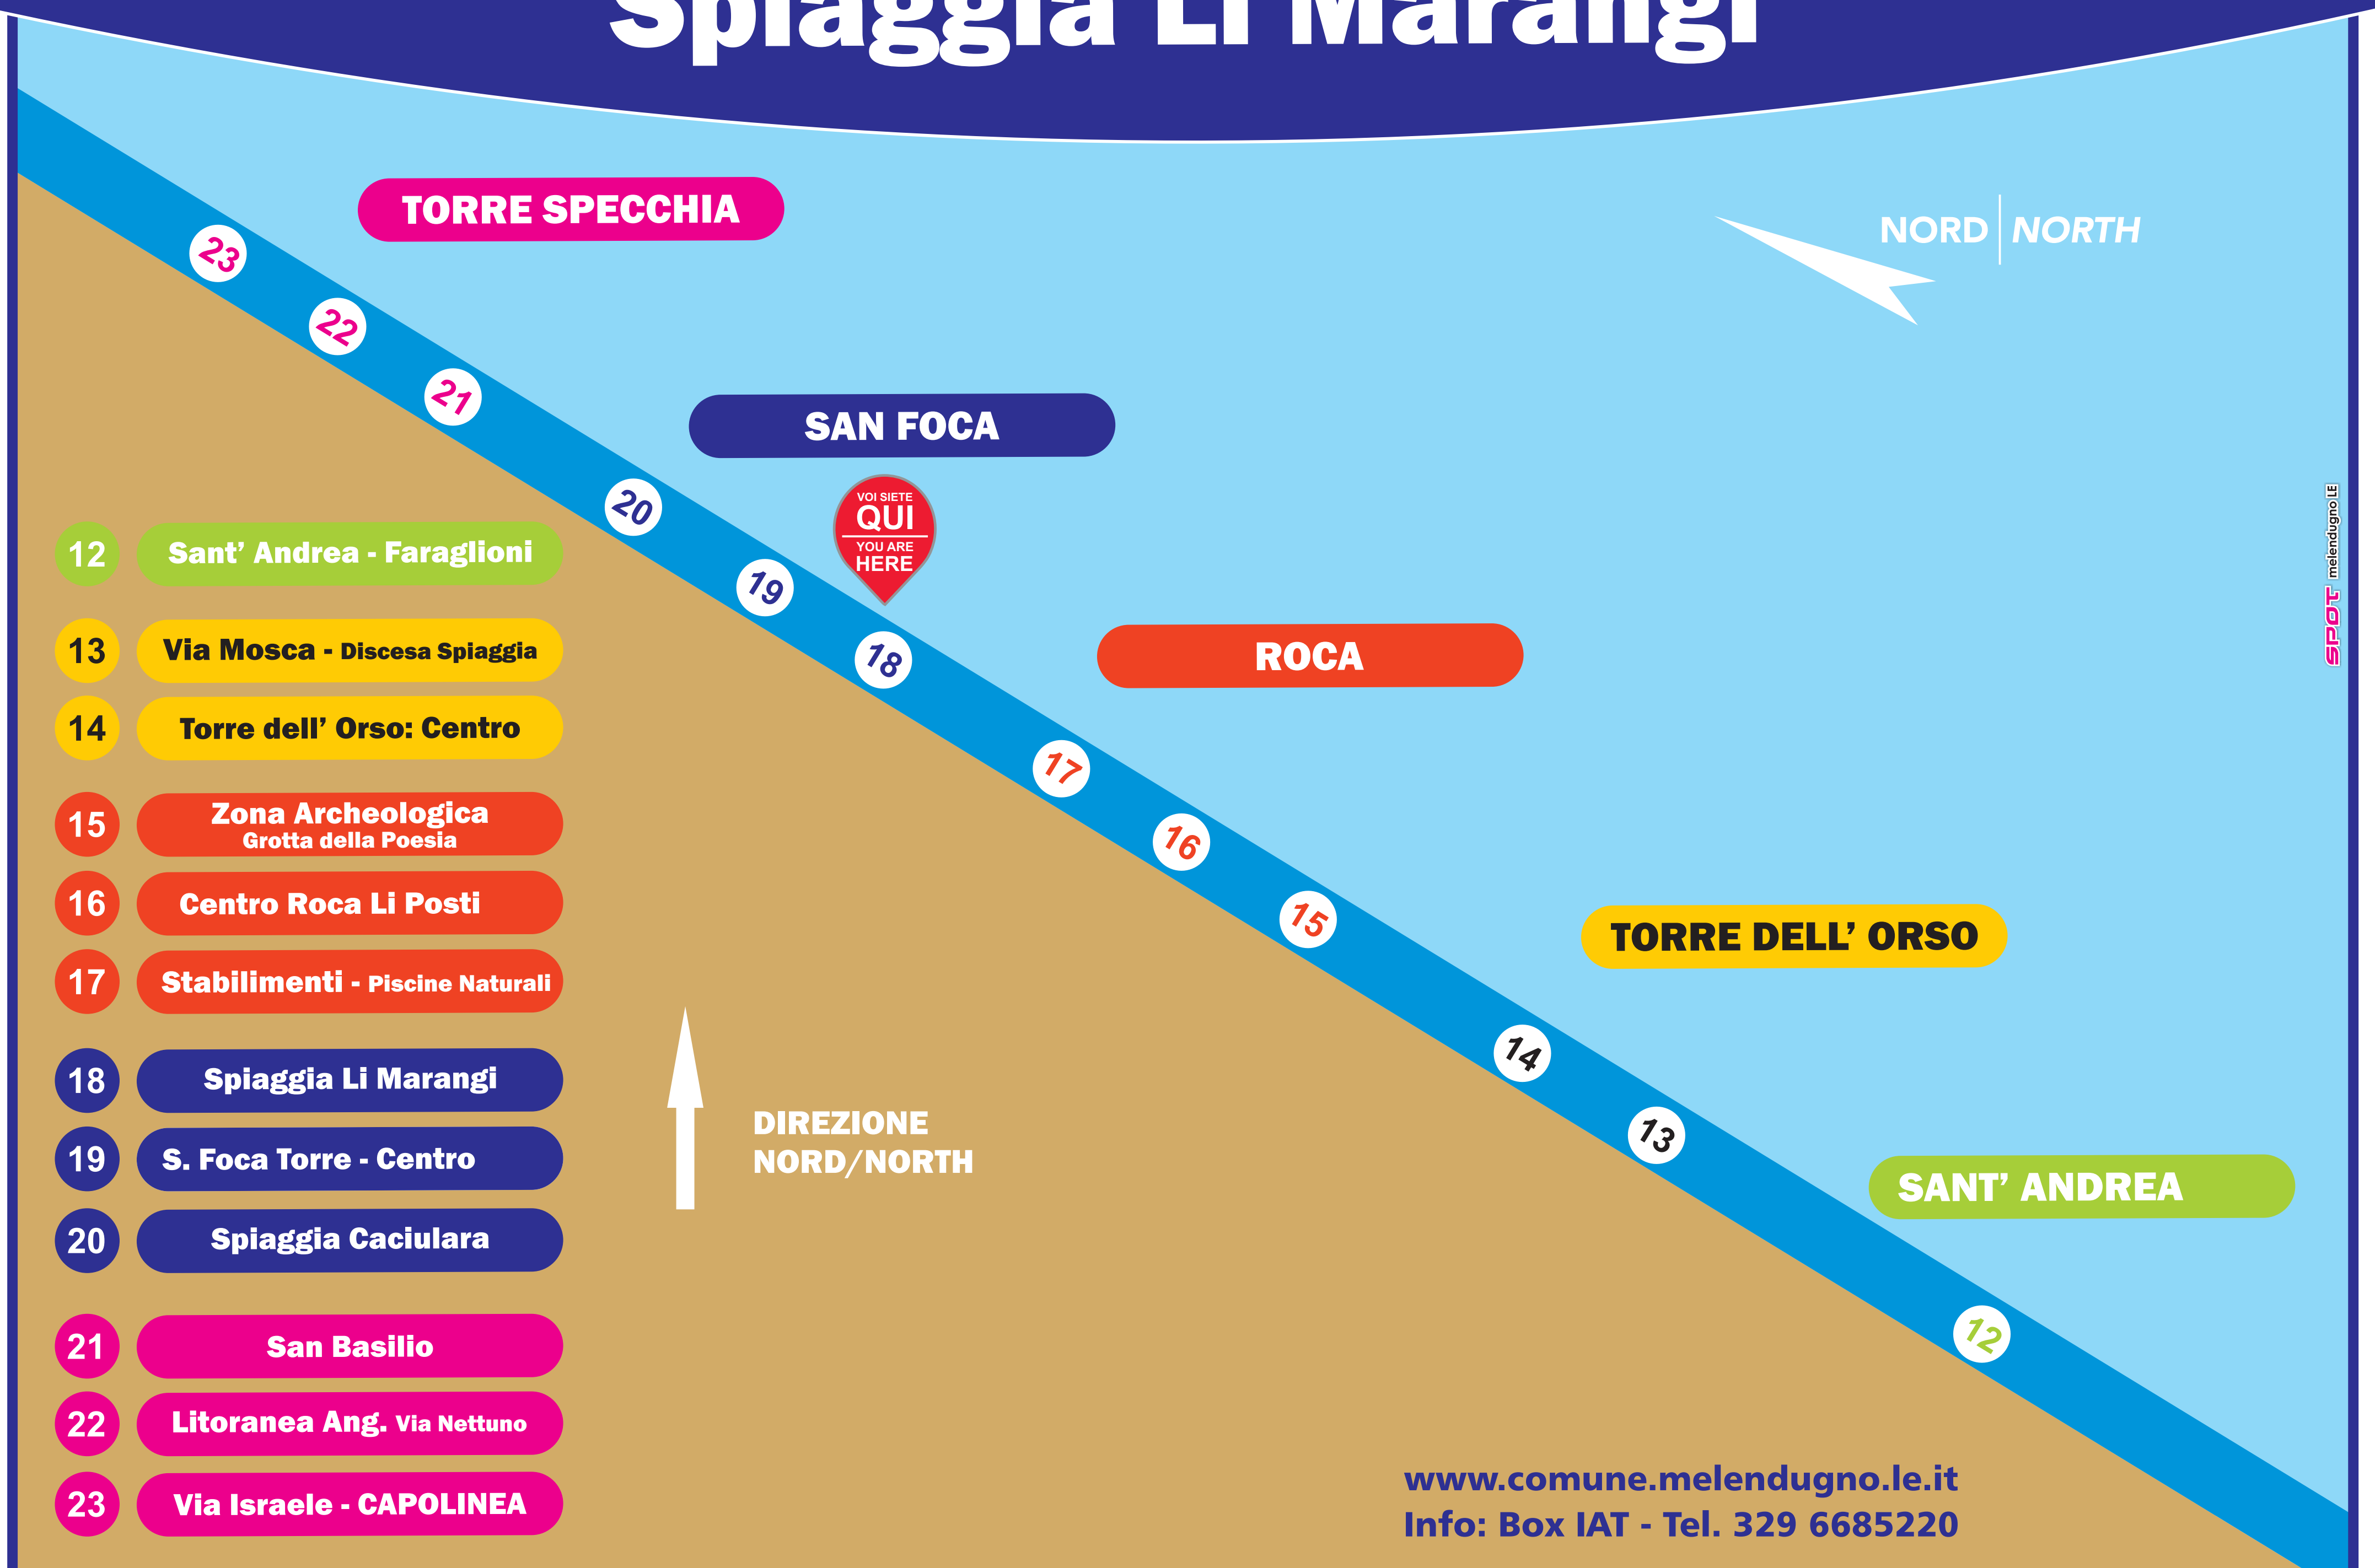 Spiaggia Li Marangi
TORRE SPECCHIA
NORD NORTH
23
22
21
SAN FOCA
VOI SIETE
QUI
YOU ARE
HERE
20
19
18
ROCA
17
16
15
TORRE DELL’ ORSO
14
13
SANT’ ANDREA
12
12 Sant’ Andrea - Faraglioni
13 Via Mosca - Discesa Spiaggia
14 Torre dell’ Orso: Centro
15 Zona Archeologica
Grotta della Poesia
16 Centro Roca Li Posti
17 Stabilimenti - Piscine Naturali
18 Spiaggia Li Marangi
19 S. Foca Torre - Centro
20 Spiaggia Caciulara
21 San Basilio
22 Litoranea Ang. Via Nettuno
23 Via Israele - CAPOLINEA
DIREZIONE
NORD/NORTH
www.comune.melendugno.le.it
Info: Box IAT - Tel. 329 6685220
SPOT melendugno LE